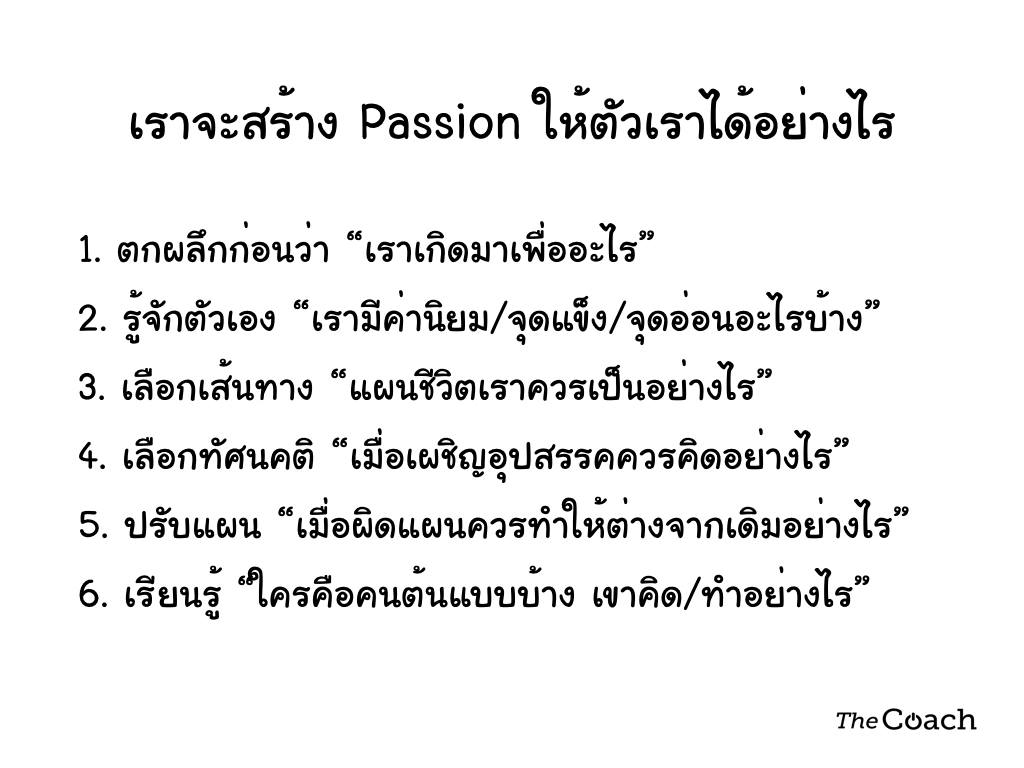 เราจะสร้าง Passion ให้ตัวเราได้อย่างไร
1. ตกผลึกก่อนว่า “เราเกิดมาเพื่ออะไร”
2. รู้จักตัวเอง “เรามีค่านิยม/จุดแข็ง/จุดอ่อนอะไรบ้าง”
3. เลือกเส้นทาง “แผนชีวิตเราควรเป็นอย่างไร”
4. เลือกทัศนคติ “เมื่อเผชิญอุปสรรคควรคิดอย่างไร”
5. ปรับแผน “เมื่อผิดแผนควรทำให้ต่างจากเดิมอย่างไร”
6. เรียนรู้ “ใครคือคนต้นแบบบ้าง เขาคิด/ทำอย่างไร”
The Coach